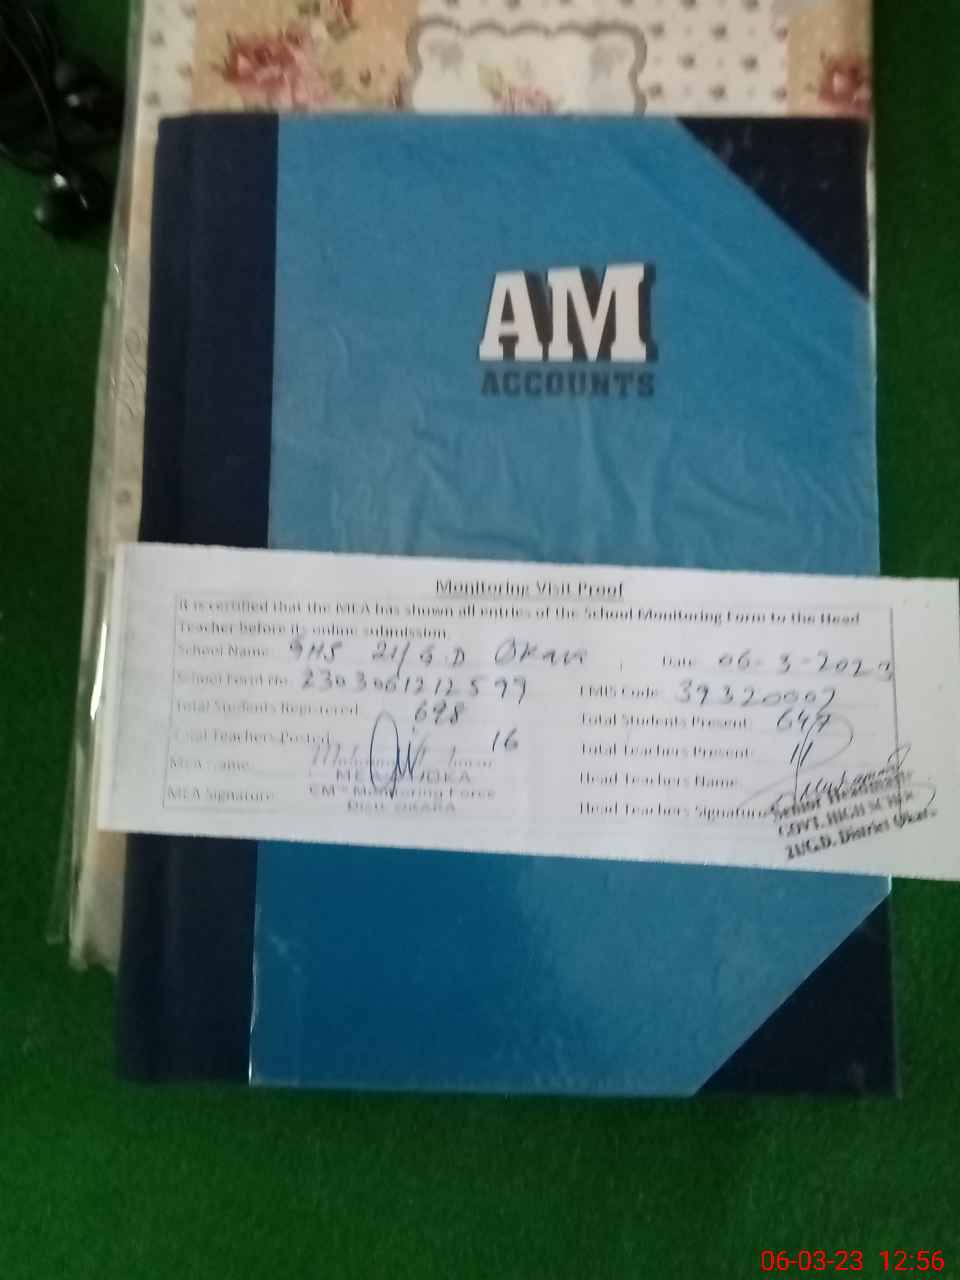 AM
ACCOUNTS
Monitoring Visit Proof
It is certified that the MEA has shown all entries of the School Monitoring Form to the Head
Teacher before its online submission.
School Name: GHS 21/G.D Okara Date: 06-3-2023
School Form No: 2303061212599 EMIS Code: 39320007
Total Students Registered: 698 Total Students Present: 647
Total Teachers Posted: 16 Total Teachers Present: 11
MEA Name: Head Teachers Name:
CM's Monitoring Force
Distt. OKARA
MEA Signature: Head Teachers Signature:
Senior Headmaster
GOVT. HIGH SCHOOL
21/G.D. District Okara
06-03-23 12:56